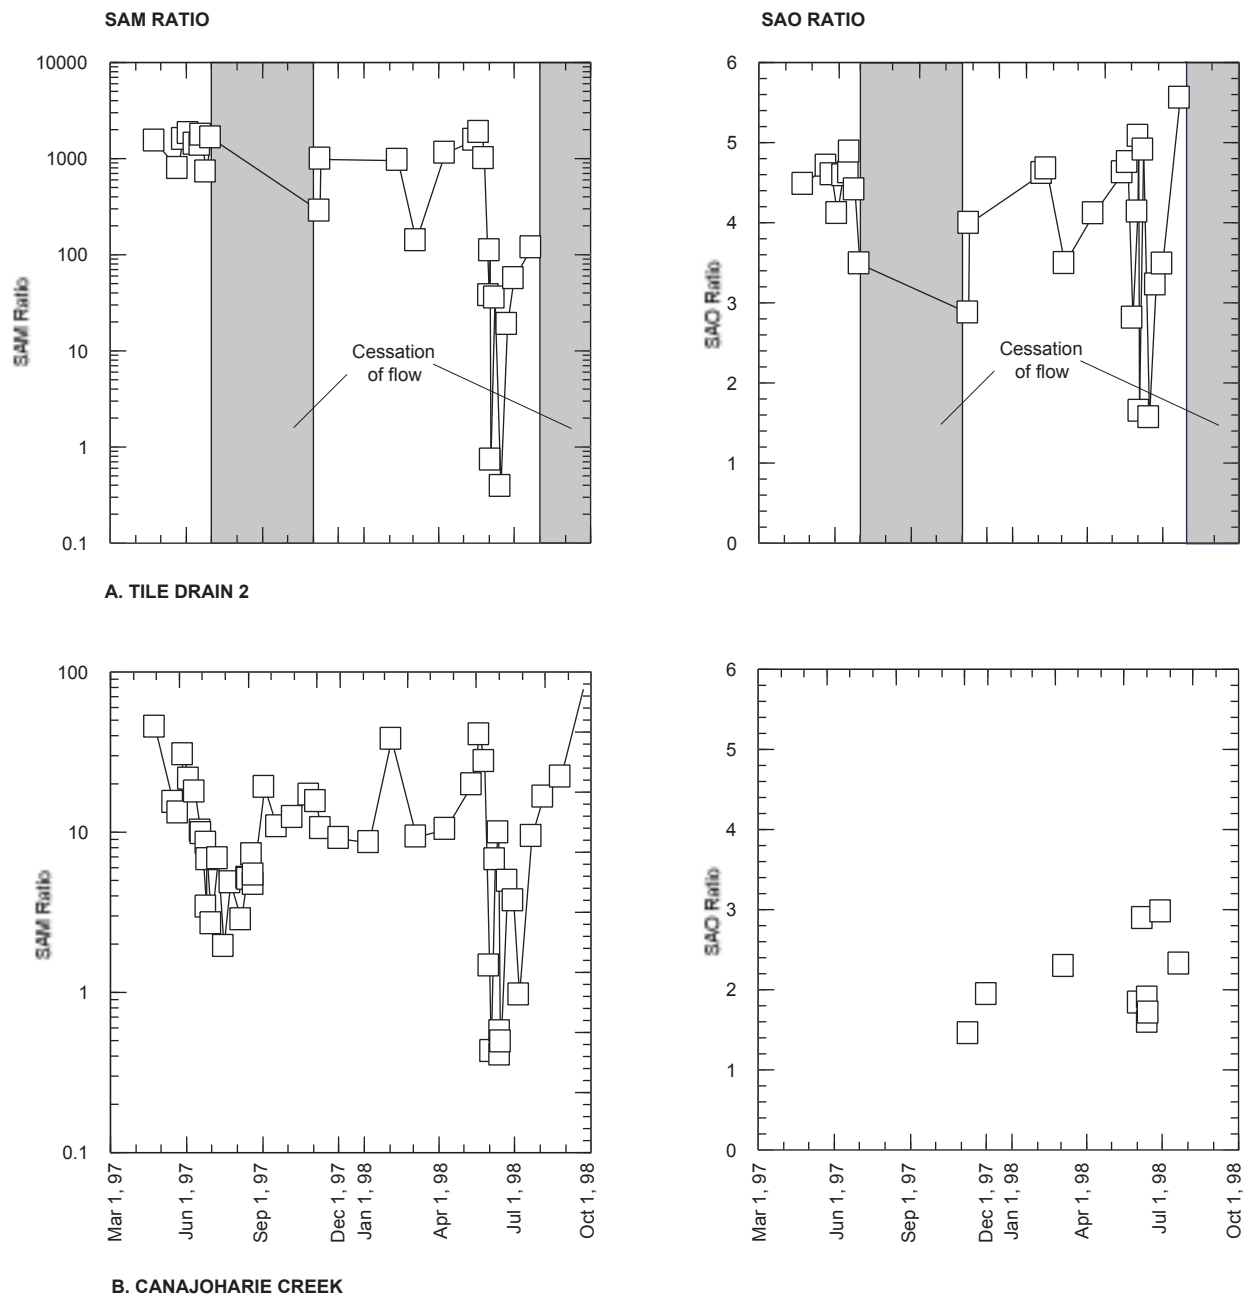 SAM RATIO
SAO RATIO
10000
1000
100
10
1
0.1
SAM Ratio
Cessation
of flow
6
5
4
3
2
1
0
SAO Ratio
Cessation
of flow
A. TILE DRAIN 2
100
10
1
0.1
SAM Ratio
Mar 1, 97
Jun 1, 97
Sep 1, 97
Dec 1, 97
Jan 1, 98
Apr 1, 98
Jul 1, 98
Oct 1, 98
6
5
4
3
2
1
0
SAO Ratio
Mar 1, 97
Jun 1, 97
Sep 1, 97
Dec 1, 97
Jan 1, 98
Apr 1, 98
Jul 1, 98
Oct 1, 98
B. CANAJOHARIE CREEK